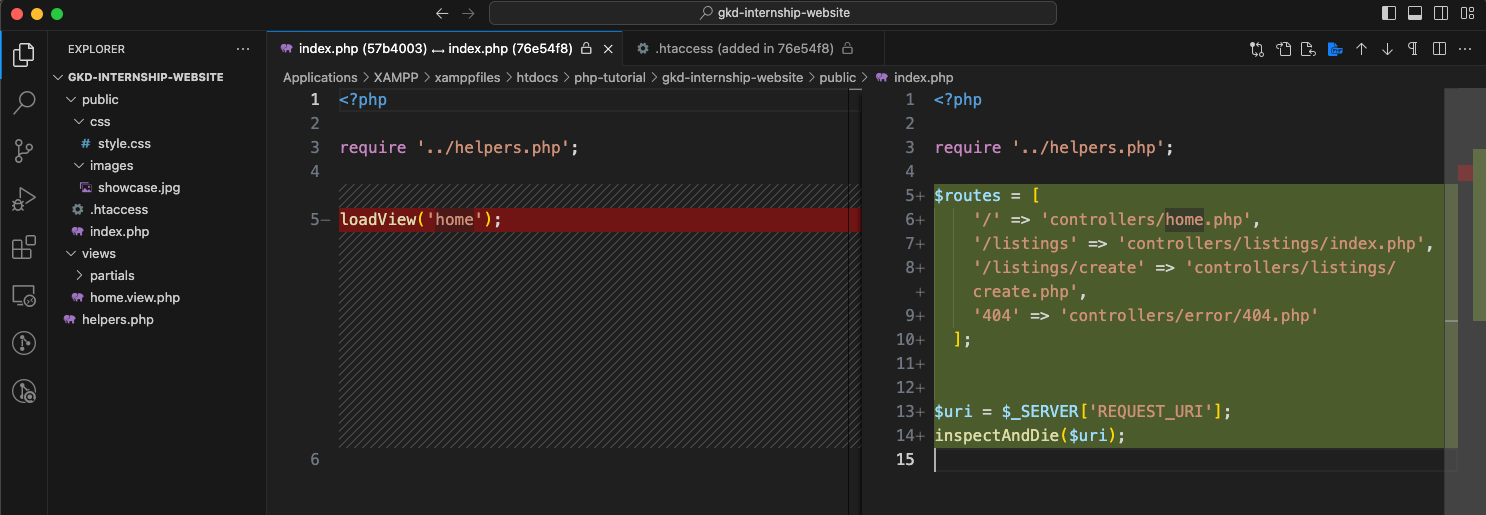 gkd-internship-website
EXPLORER
GKD-INTERNSHIP-WEBSITE
public
css
# style.css
images
showcase.jpg
.htaccess
index.php
views
partials
home.view.php
helpers.php
index.php (57b4003) ↔ index.php (76e54f8)
.htaccess (added in 76e54f8)
Applications > XAMPP > xamppfiles > htdocs > php-tutorial > gkd-internship-website > public > index.php
1 <?php
2
3 require '../helpers.php';
4
5− loadView('home');
6
1 <?php
2
3 require '../helpers.php';
4
5+ $routes = [
6+ '/' => 'controllers/home.php',
7+ '/listings' => 'controllers/listings/index.php',
8+ '/listings/create' => 'controllers/listings/
+ create.php',
9+ '404' => 'controllers/error/404.php'
10+ ];
11+
12+
13+ $uri = $_SERVER['REQUEST_URI'];
14+ inspectAndDie($uri);
15